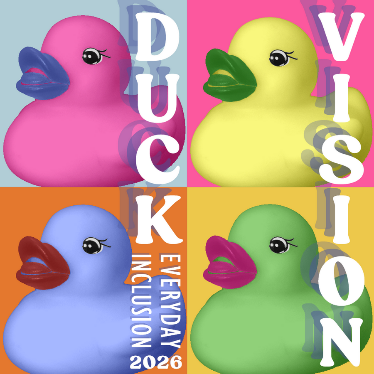 DUCK
VISION
EVERYDAY
INCLUSION
2026